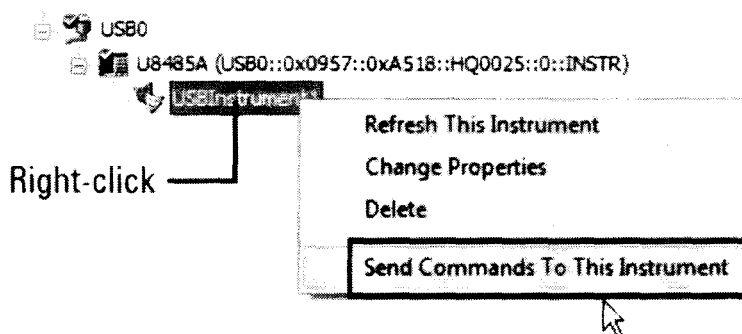 USB0
U8485A (USB0::0x0957::0xA518::HQ0025::0::INSTR)
USBInstrument1
Refresh This Instrument
Change Properties
Right-click
Delete
Send Commands To This Instrument